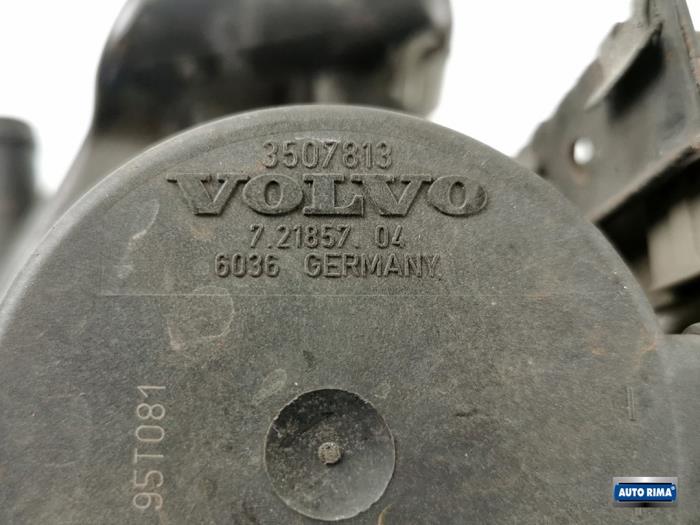 3507813
VOLVO
7.21857.04
6036 GERMANY
95T081
AUTO RIMA